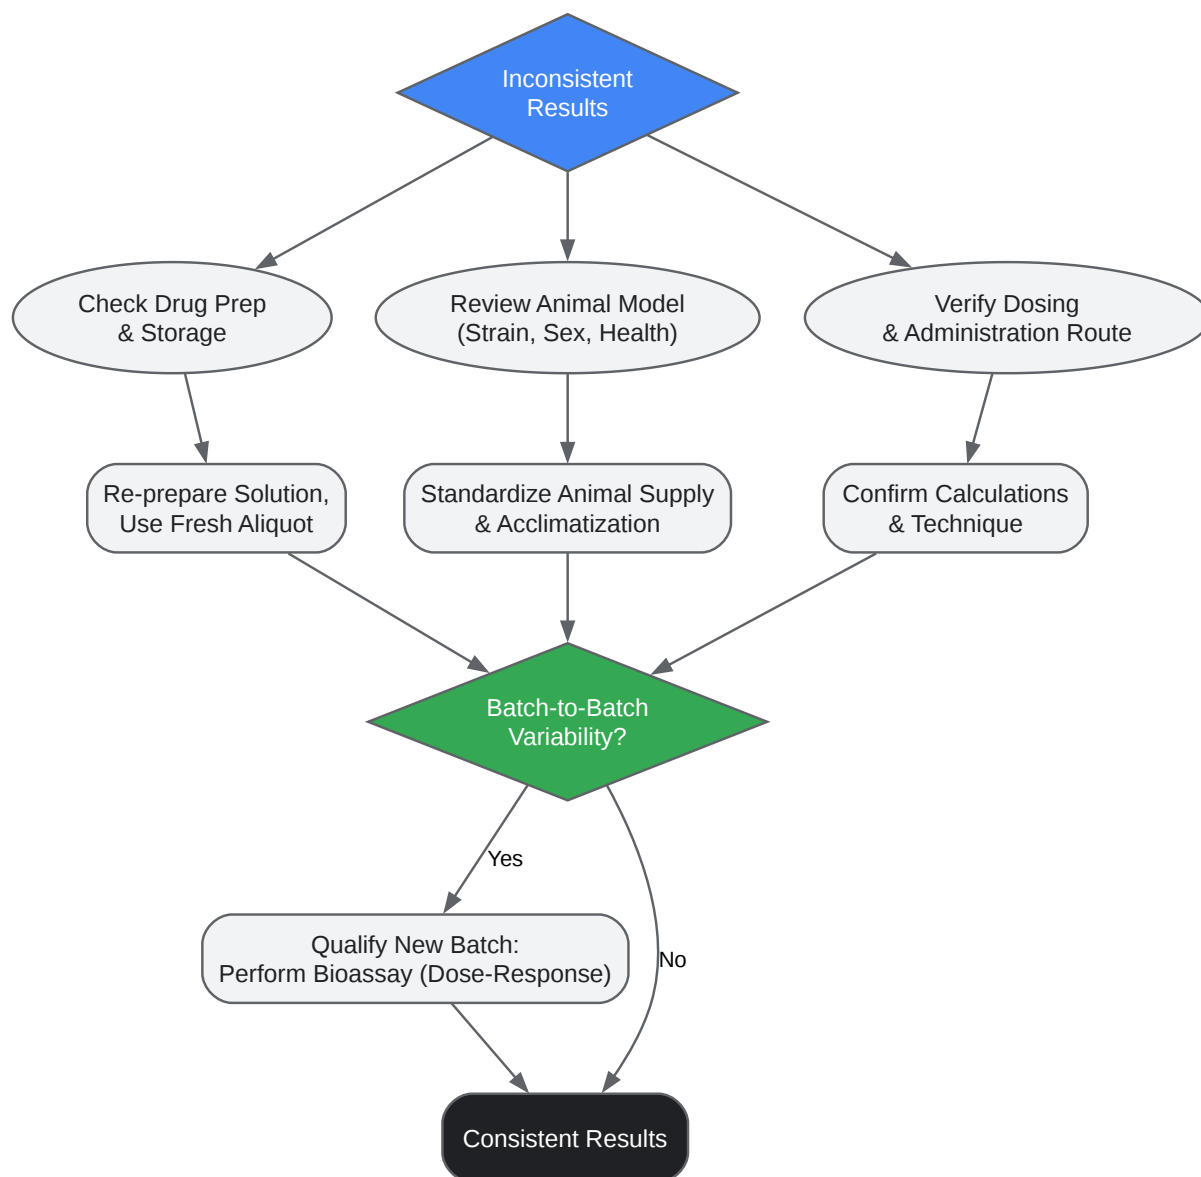 Inconsistent
Results
Check Drug Prep
& Storage
Review Animal Model
(Strain, Sex, Health)
Verify Dosing
& Administration Route
Re-prepare Solution,
Use Fresh Aliquot
Standardize Animal Supply
& Acclimatization
Confirm Calculations
& Technique
Batch-to-Batch
Variability?
Yes
Qualify New Batch:
Perform Bioassay (Dose-Response)
No
Consistent Results